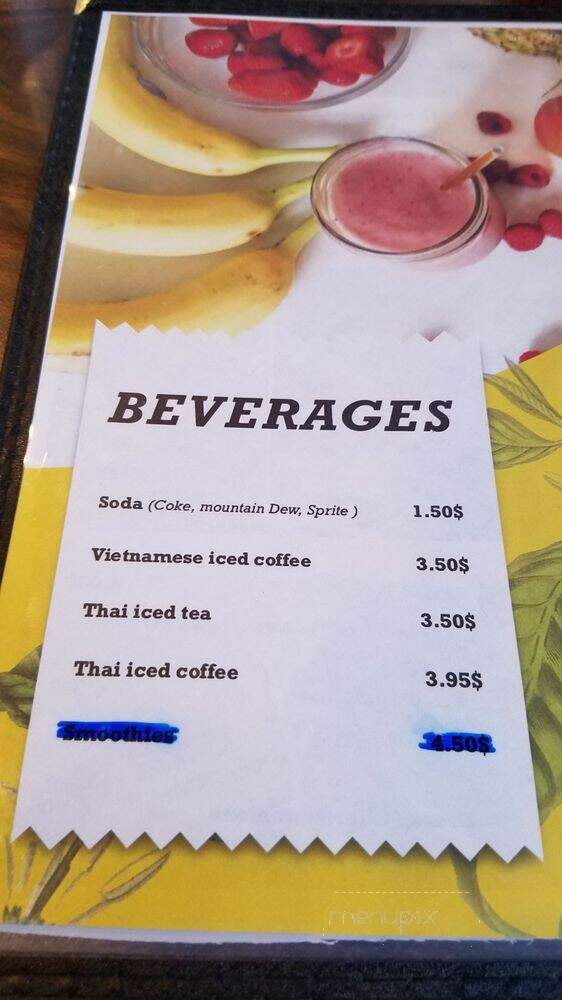 BEVERAGES
Soda (Coke, mountain Dew, Sprite ) 1.50$
Vietnamese iced coffee 3.50$
Thai iced tea 3.50$
Thai iced coffee 3.95$
Smoothies 4.50$
menupix